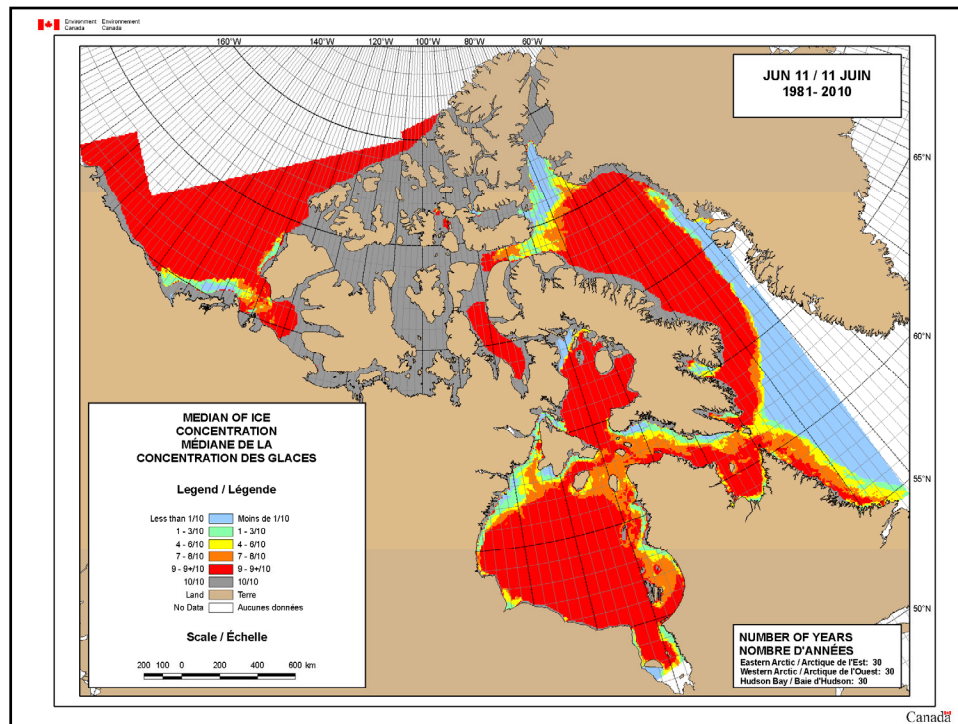 Environment Environnement
Canada Canada
160°W 140°W 120°W 100°W 80°W 60°W
JUN 11 / 11 JUIN
1981- 2010
65°N
60°N
55°N
50°N
MEDIAN OF ICE
CONCENTRATION
MÉDIANE DE LA
CONCENTRATION DES GLACES
Legend / Légende
Less than 1/10 Moins de 1/10
1 - 3/10 1 - 3/10
4 - 6/10 4 - 6/10
7 - 8/10 7 - 8/10
9 - 9+/10 9 - 9+/10
10/10 10/10
Land Terre
No Data Aucunes données
Scale / Échelle
200 100 0 200 400 600 km
NUMBER OF YEARS
NOMBRE D'ANNÉES
Eastern Arctic / Arctique de l'Est: 30
Western Arctic / Arctique de l'Ouest: 30
Hudson Bay / Baie d'Hudson: 30
Canada